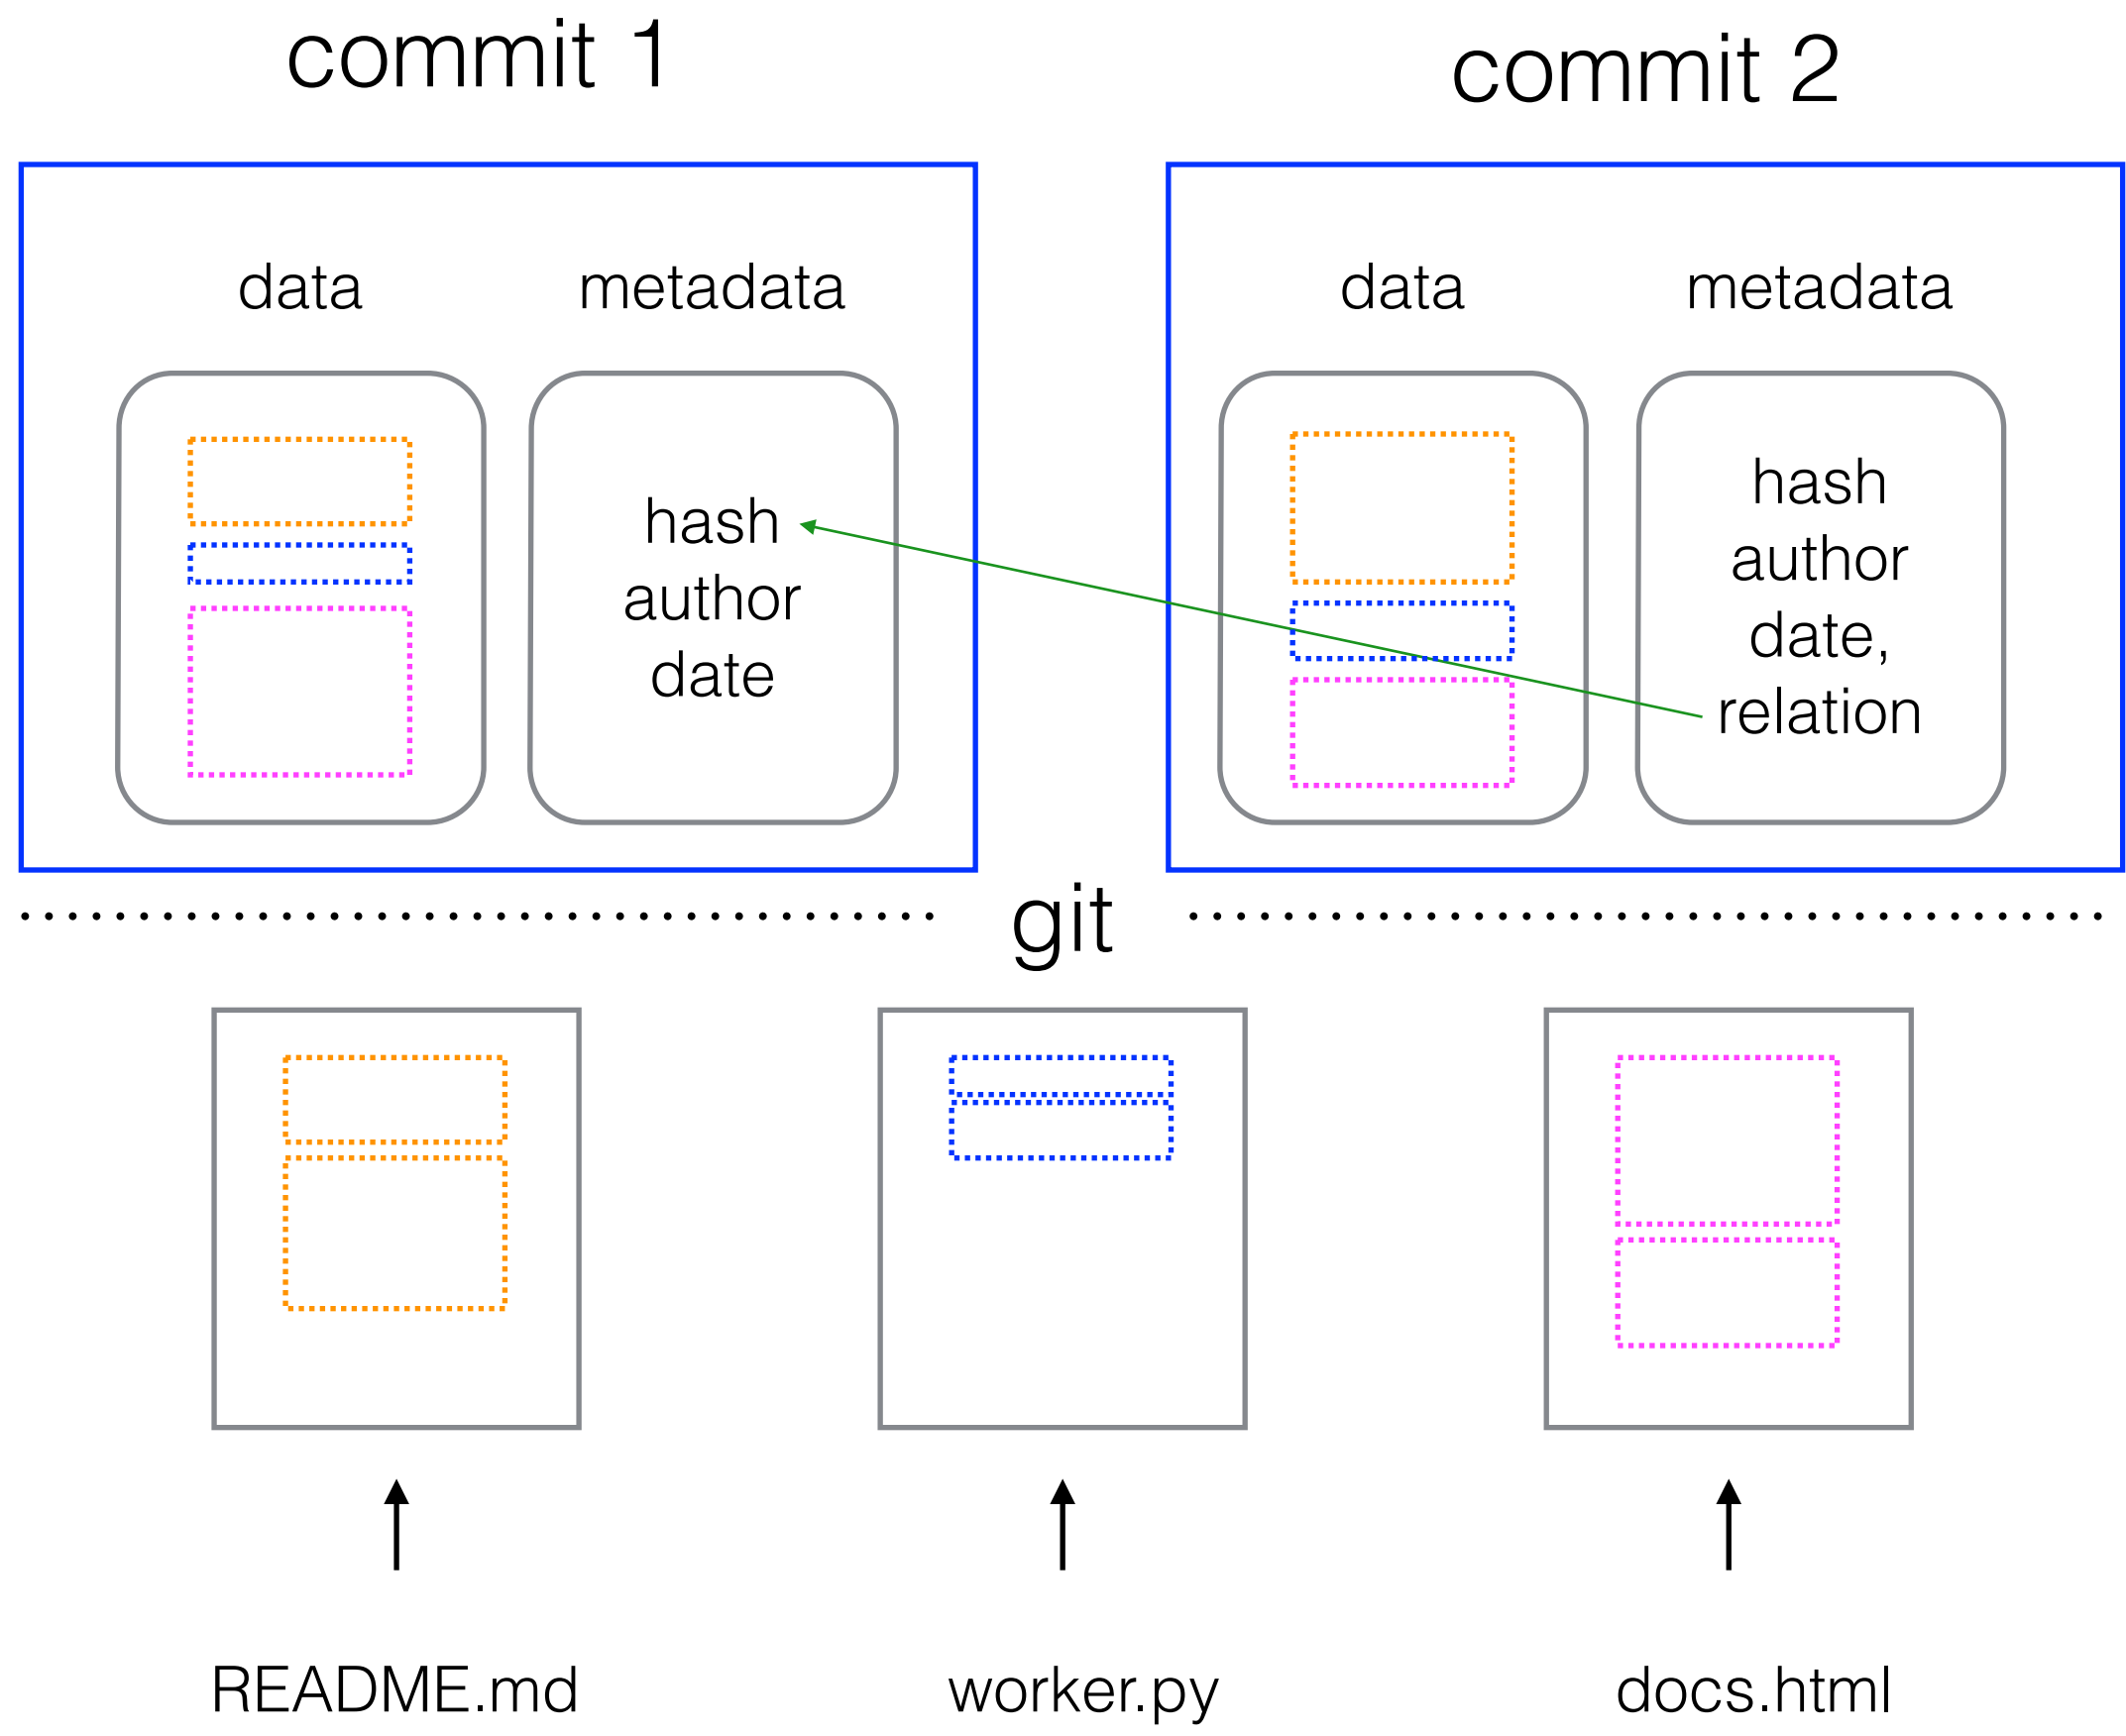 commit 1
commit 2
data
metadata
data
metadata
hash
author
date
hash
author
date,
relation
git
README.md
worker.py
docs.html